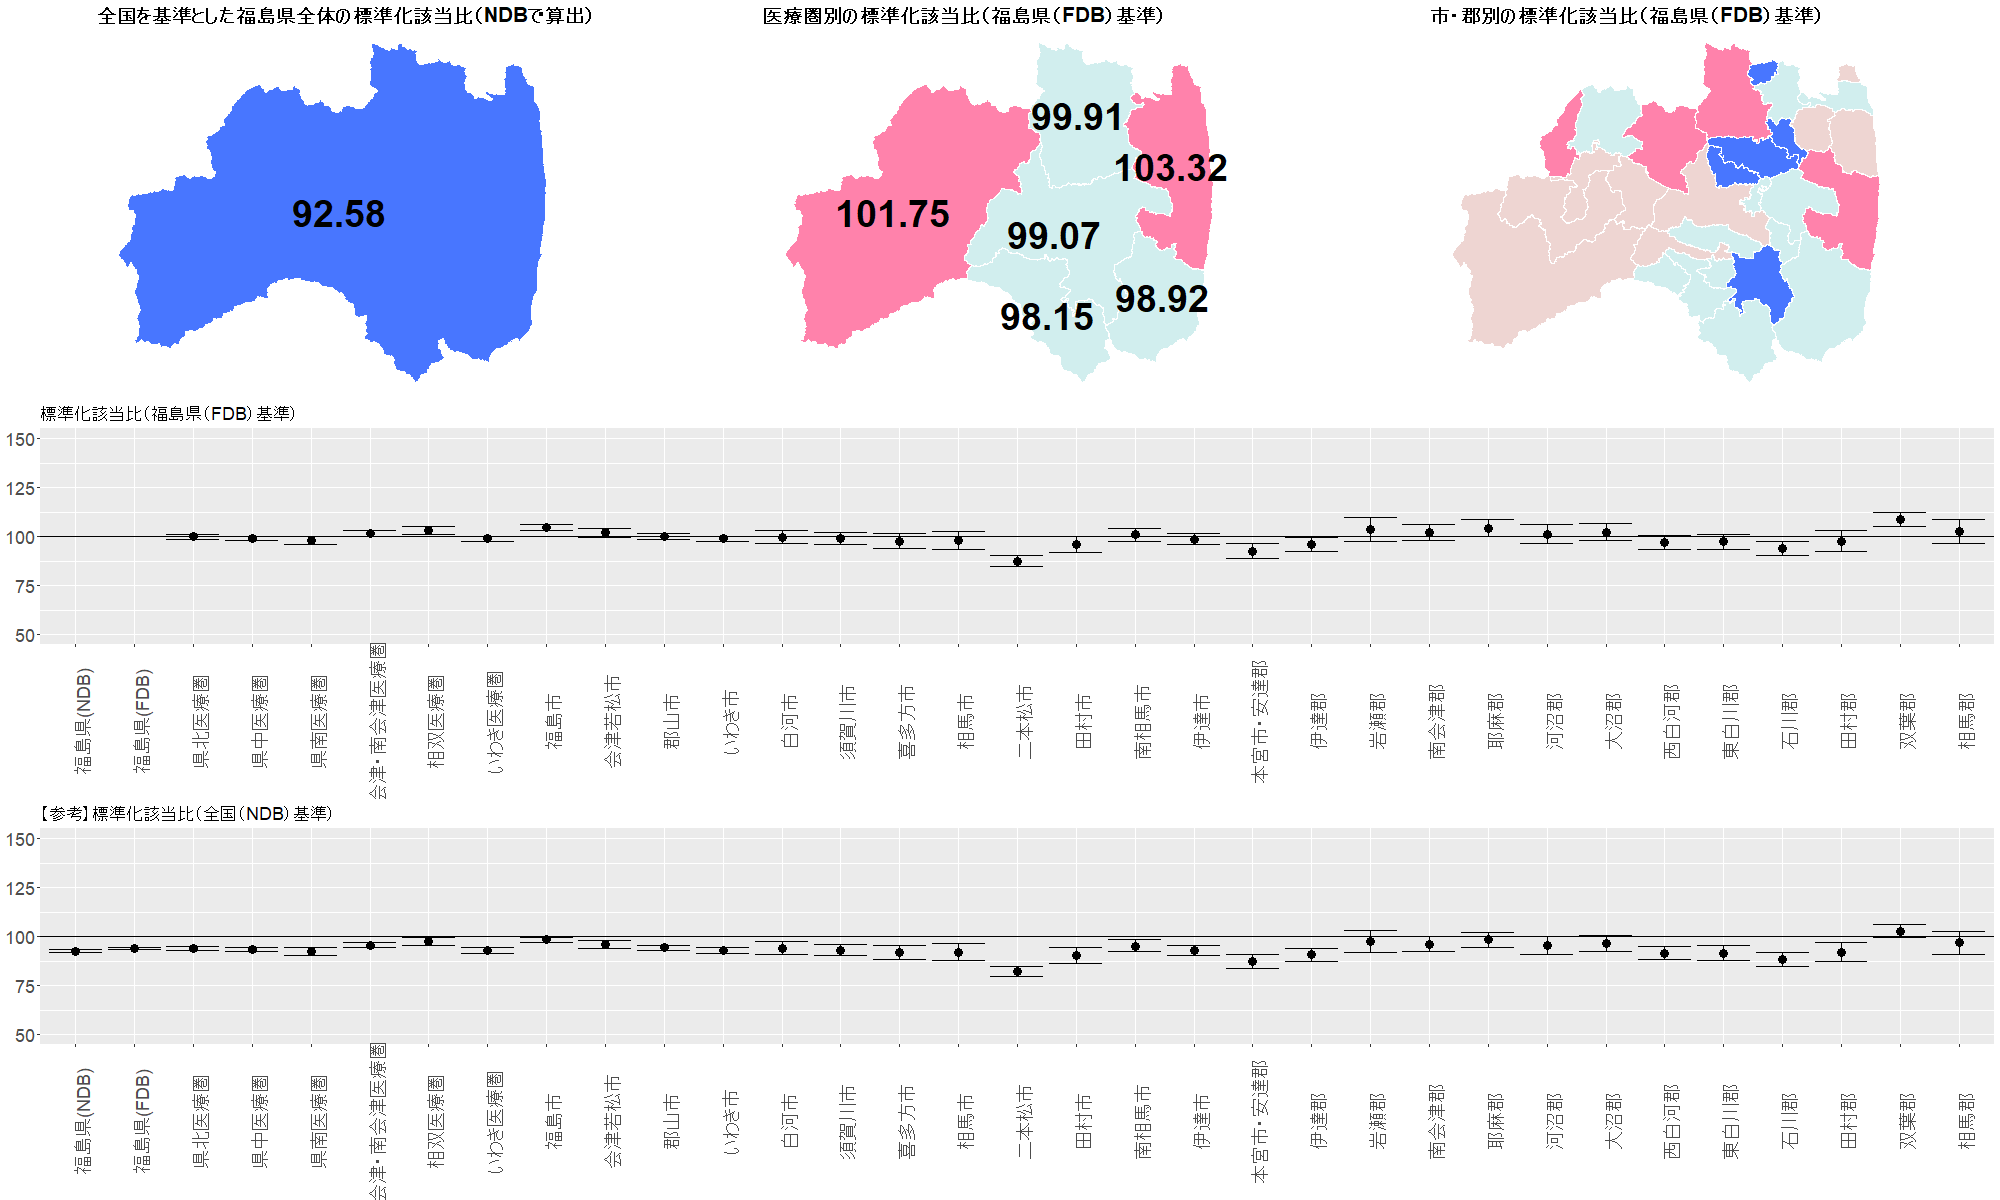 全国を基準とした福島県全体の標準化該当比(NDBで算出)
医療圏別の標準化該当比(福島県(FDB)基準)
市・郡別の標準化該当比(福島県(FDB)基準)
92.58
99.91
103.32
101.75
99.07
98.92
98.15
標準化該当比(福島県(FDB)基準)
150
125
100
75
50
福島県(NDB)
福島県(FDB)
県北医療圏
県中医療圏
県南医療圏
会津・南会津医療圏
相双医療圏
いわき医療圏
福島市
会津若松市
郡山市
いわき市
白河市
須賀川市
喜多方市
相馬市
二本松市
田村市
南相馬市
伊達市
本宮市・安達郡
伊達郡
岩瀬郡
南会津郡
耶麻郡
河沼郡
大沼郡
西白河郡
東白川郡
石川郡
田村郡
双葉郡
相馬郡
【参考】標準化該当比(全国(NDB)基準)
150
125
100
75
50
福島県(NDB)
福島県(FDB)
県北医療圏
県中医療圏
県南医療圏
会津・南会津医療圏
相双医療圏
いわき医療圏
福島市
会津若松市
郡山市
いわき市
白河市
須賀川市
喜多方市
相馬市
二本松市
田村市
南相馬市
伊達市
本宮市・安達郡
伊達郡
岩瀬郡
南会津郡
耶麻郡
河沼郡
大沼郡
西白河郡
東白川郡
石川郡
田村郡
双葉郡
相馬郡